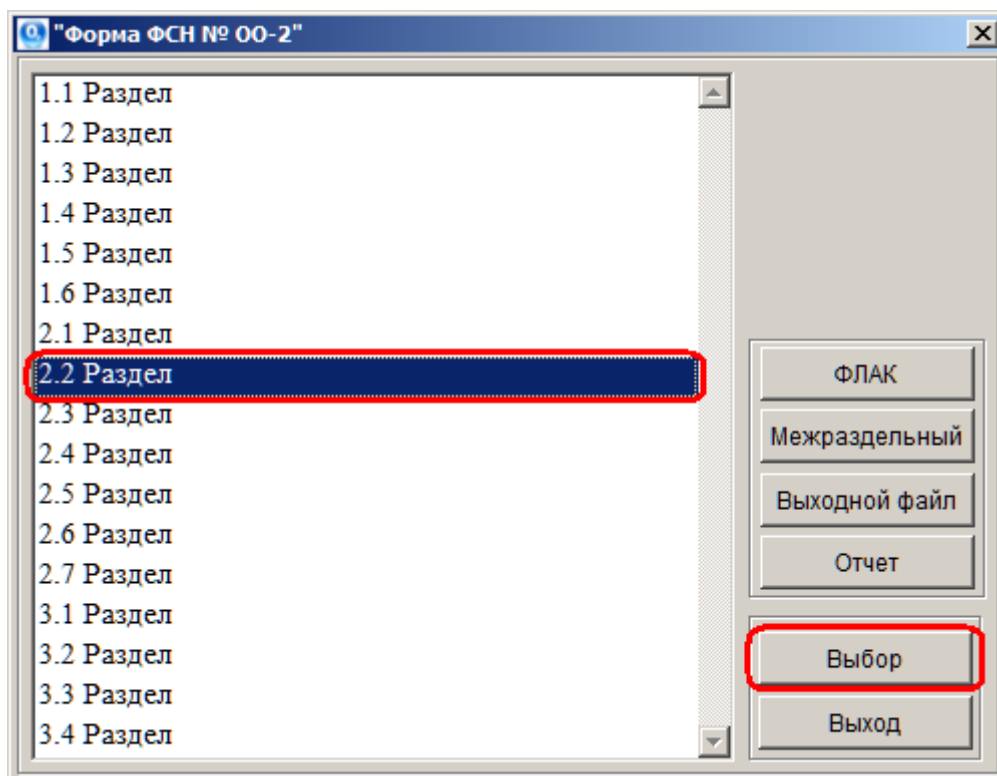 "Форма ФСН № ОО-2"
1.1 Раздел
1.2 Раздел
1.3 Раздел
1.4 Раздел
1.5 Раздел
1.6 Раздел
2.1 Раздел
2.2 Раздел
2.3 Раздел
2.4 Раздел
2.5 Раздел
2.6 Раздел
2.7 Раздел
3.1 Раздел
3.2 Раздел
3.3 Раздел
3.4 Раздел
ФЛАК
Межраздельный
Выходной файл
Отчет
Выбор
Выход